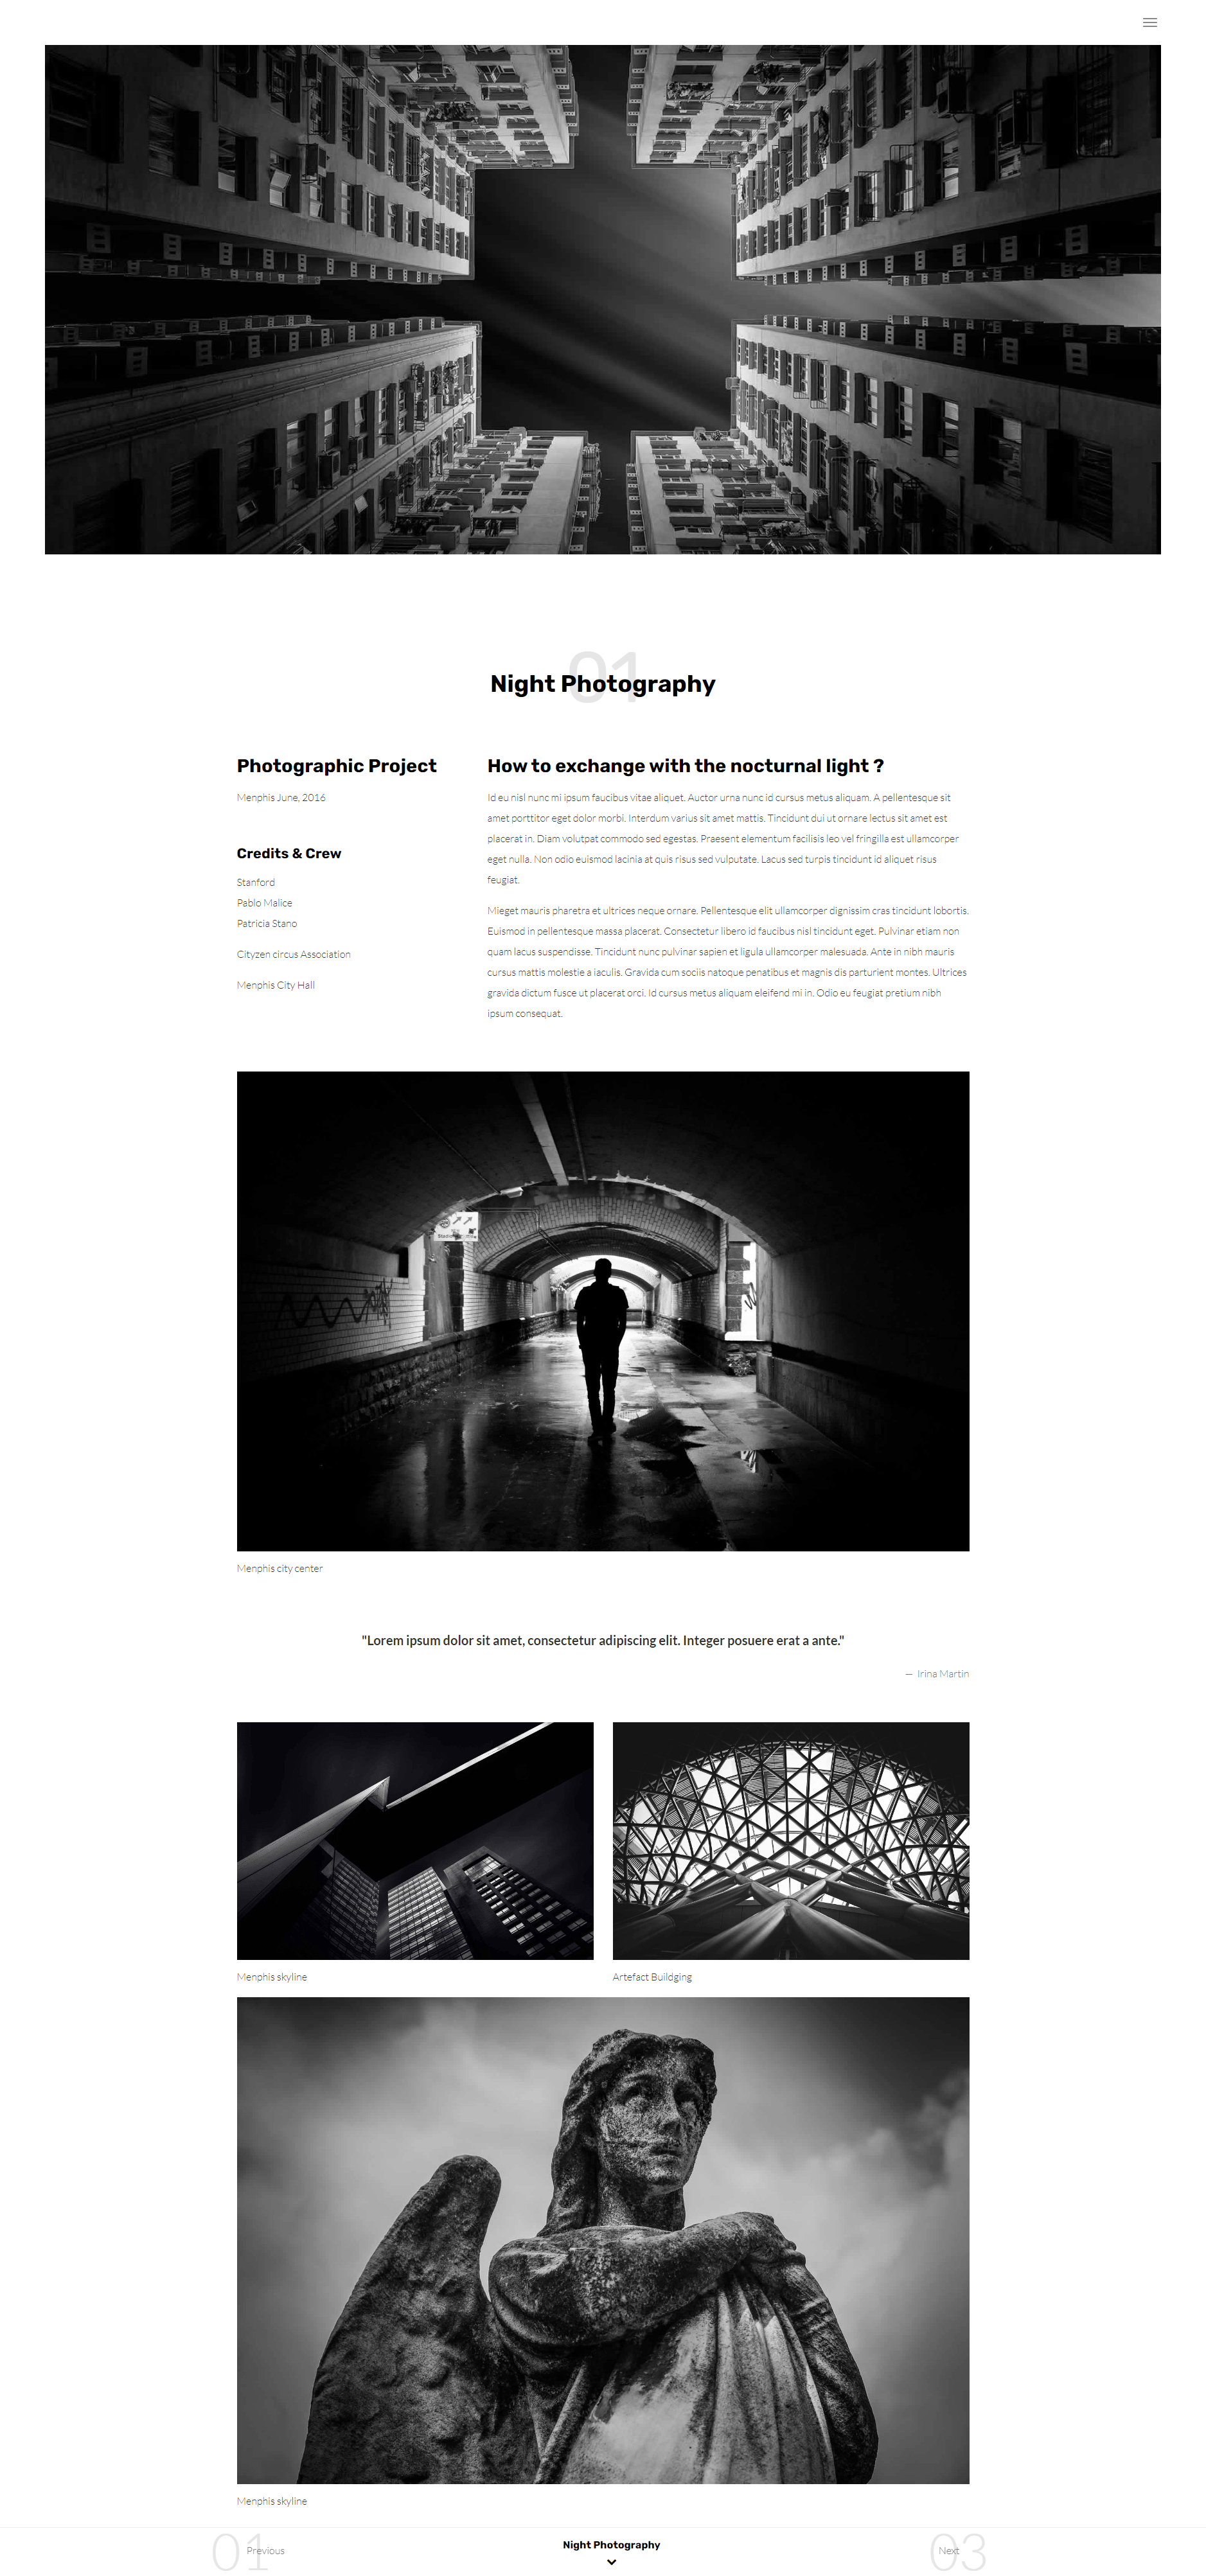 01
Night Photography
Photographic Project
Menphis June, 2016
Credits & Crew
Stanford
Pablo Malice
Patricia Stano
Cityzen circus Association
Menphis City Hall
How to exchange with the nocturnal light ?
Id eu nisl nunc mi ipsum faucibus vitae aliquet. Auctor urna nunc id cursus metus aliquam. A pellentesque sit
amet porttitor eget dolor morbi. Interdum varius sit amet mattis. Tincidunt dui ut ornare lectus sit amet est
placerat in. Diam volutpat commodo sed egestas. Praesent elementum facilisis leo vel fringilla est ullamcorper
eget nulla. Non odio euismod lacinia at quis risus sed vulputate. Lacus sed turpis tincidunt id aliquet risus
feugiat.
Mieget mauris pharetra et ultrices neque ornare. Pellentesque elit ullamcorper dignissim cras tincidunt lobortis.
Euismod in pellentesque massa placerat. Consectetur libero id faucibus nisl tincidunt eget. Pulvinar etiam non
quam lacus suspendisse. Tincidunt nunc pulvinar sapien et ligula ullamcorper malesuada. Ante in nibh mauris
cursus mattis molestie a iaculis. Gravida cum sociis natoque penatibus et magnis dis parturient montes. Ultrices
gravida dictum fusce ut placerat orci. Id cursus metus aliquam eleifend mi in. Odio eu feugiat pretium nibh
ipsum consequat.
Menphis city center
"Lorem ipsum dolor sit amet, consectetur adipiscing elit. Integer posuere erat a ante."
— Irina Martin
Menphis skyline
Artefact Buildging
Menphis skyline
01
Previous
Night Photography
Next
03